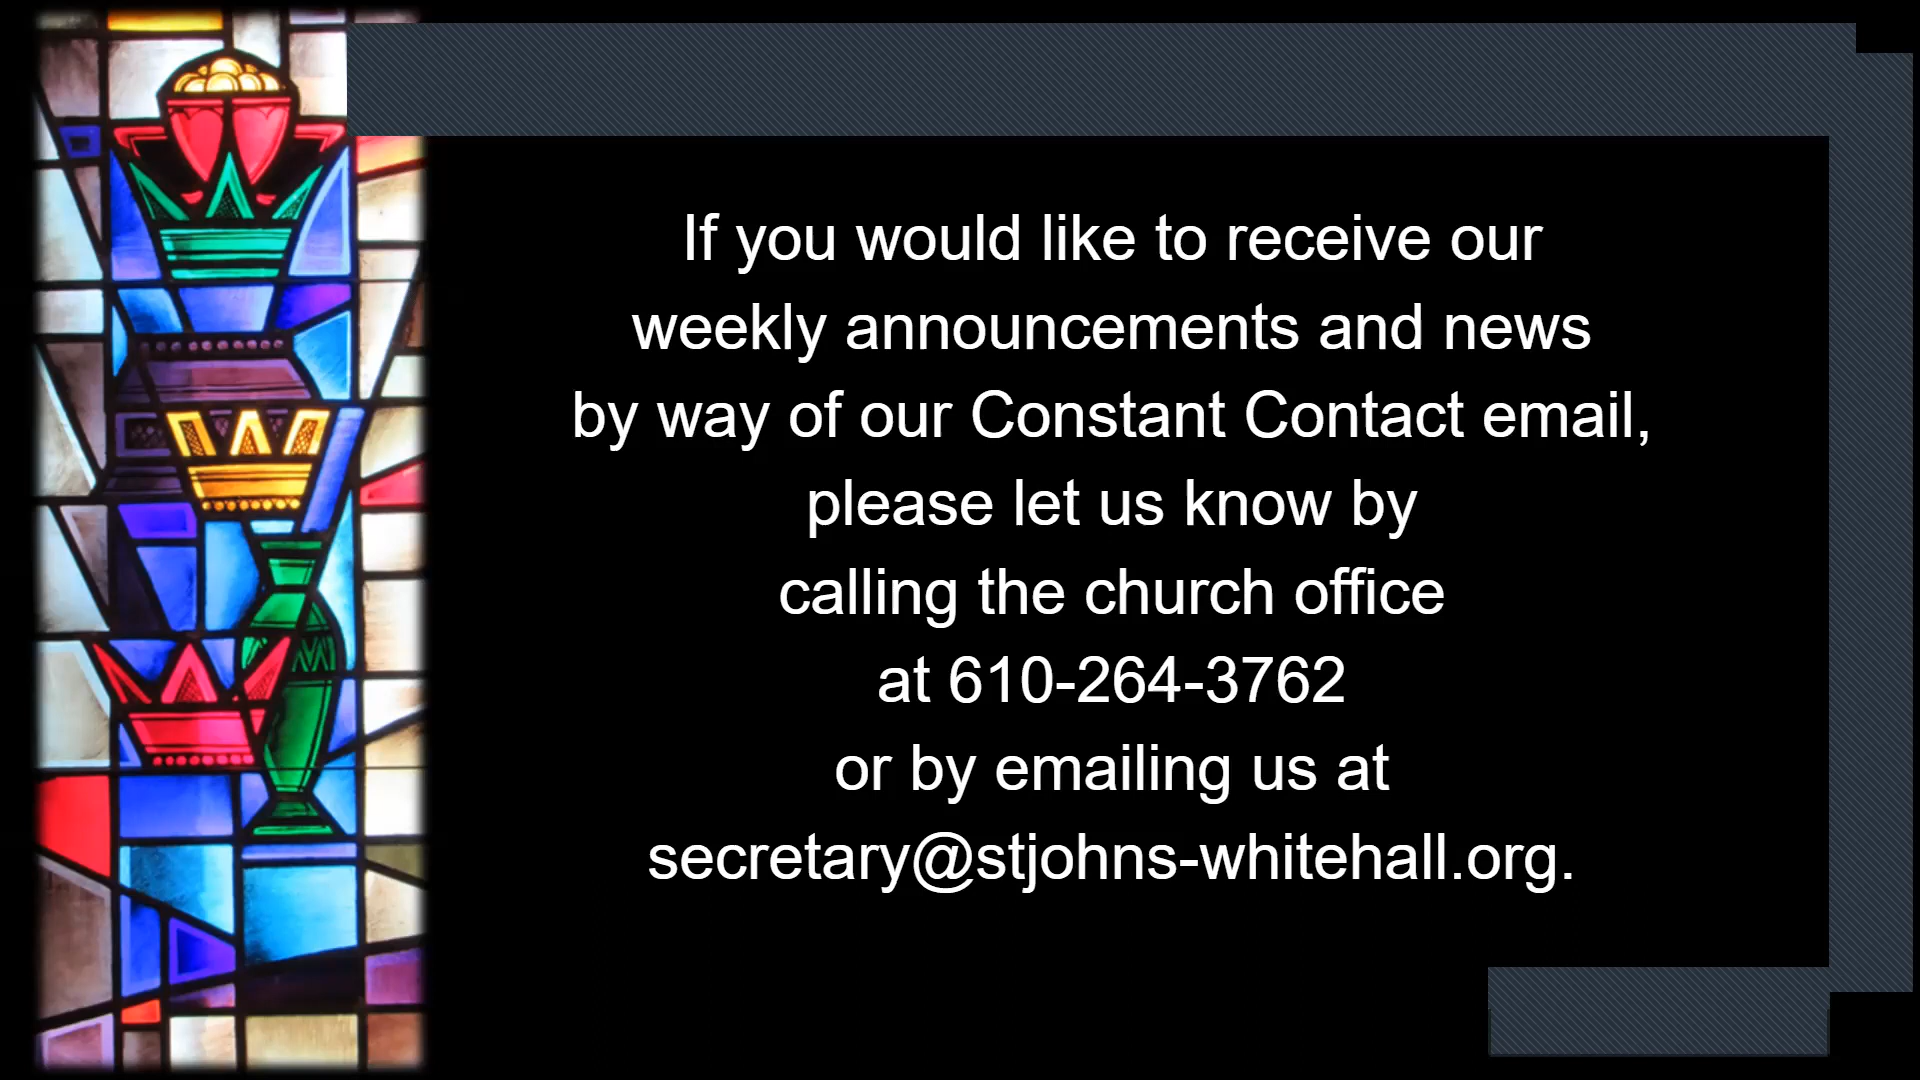 If you would like to receive our
weekly announcements and news
by way of our Constant Contact email,
please let us know by
calling the church office
at 610-264-3762
or by emailing us at
secretary@stjohns-whitehall.org.